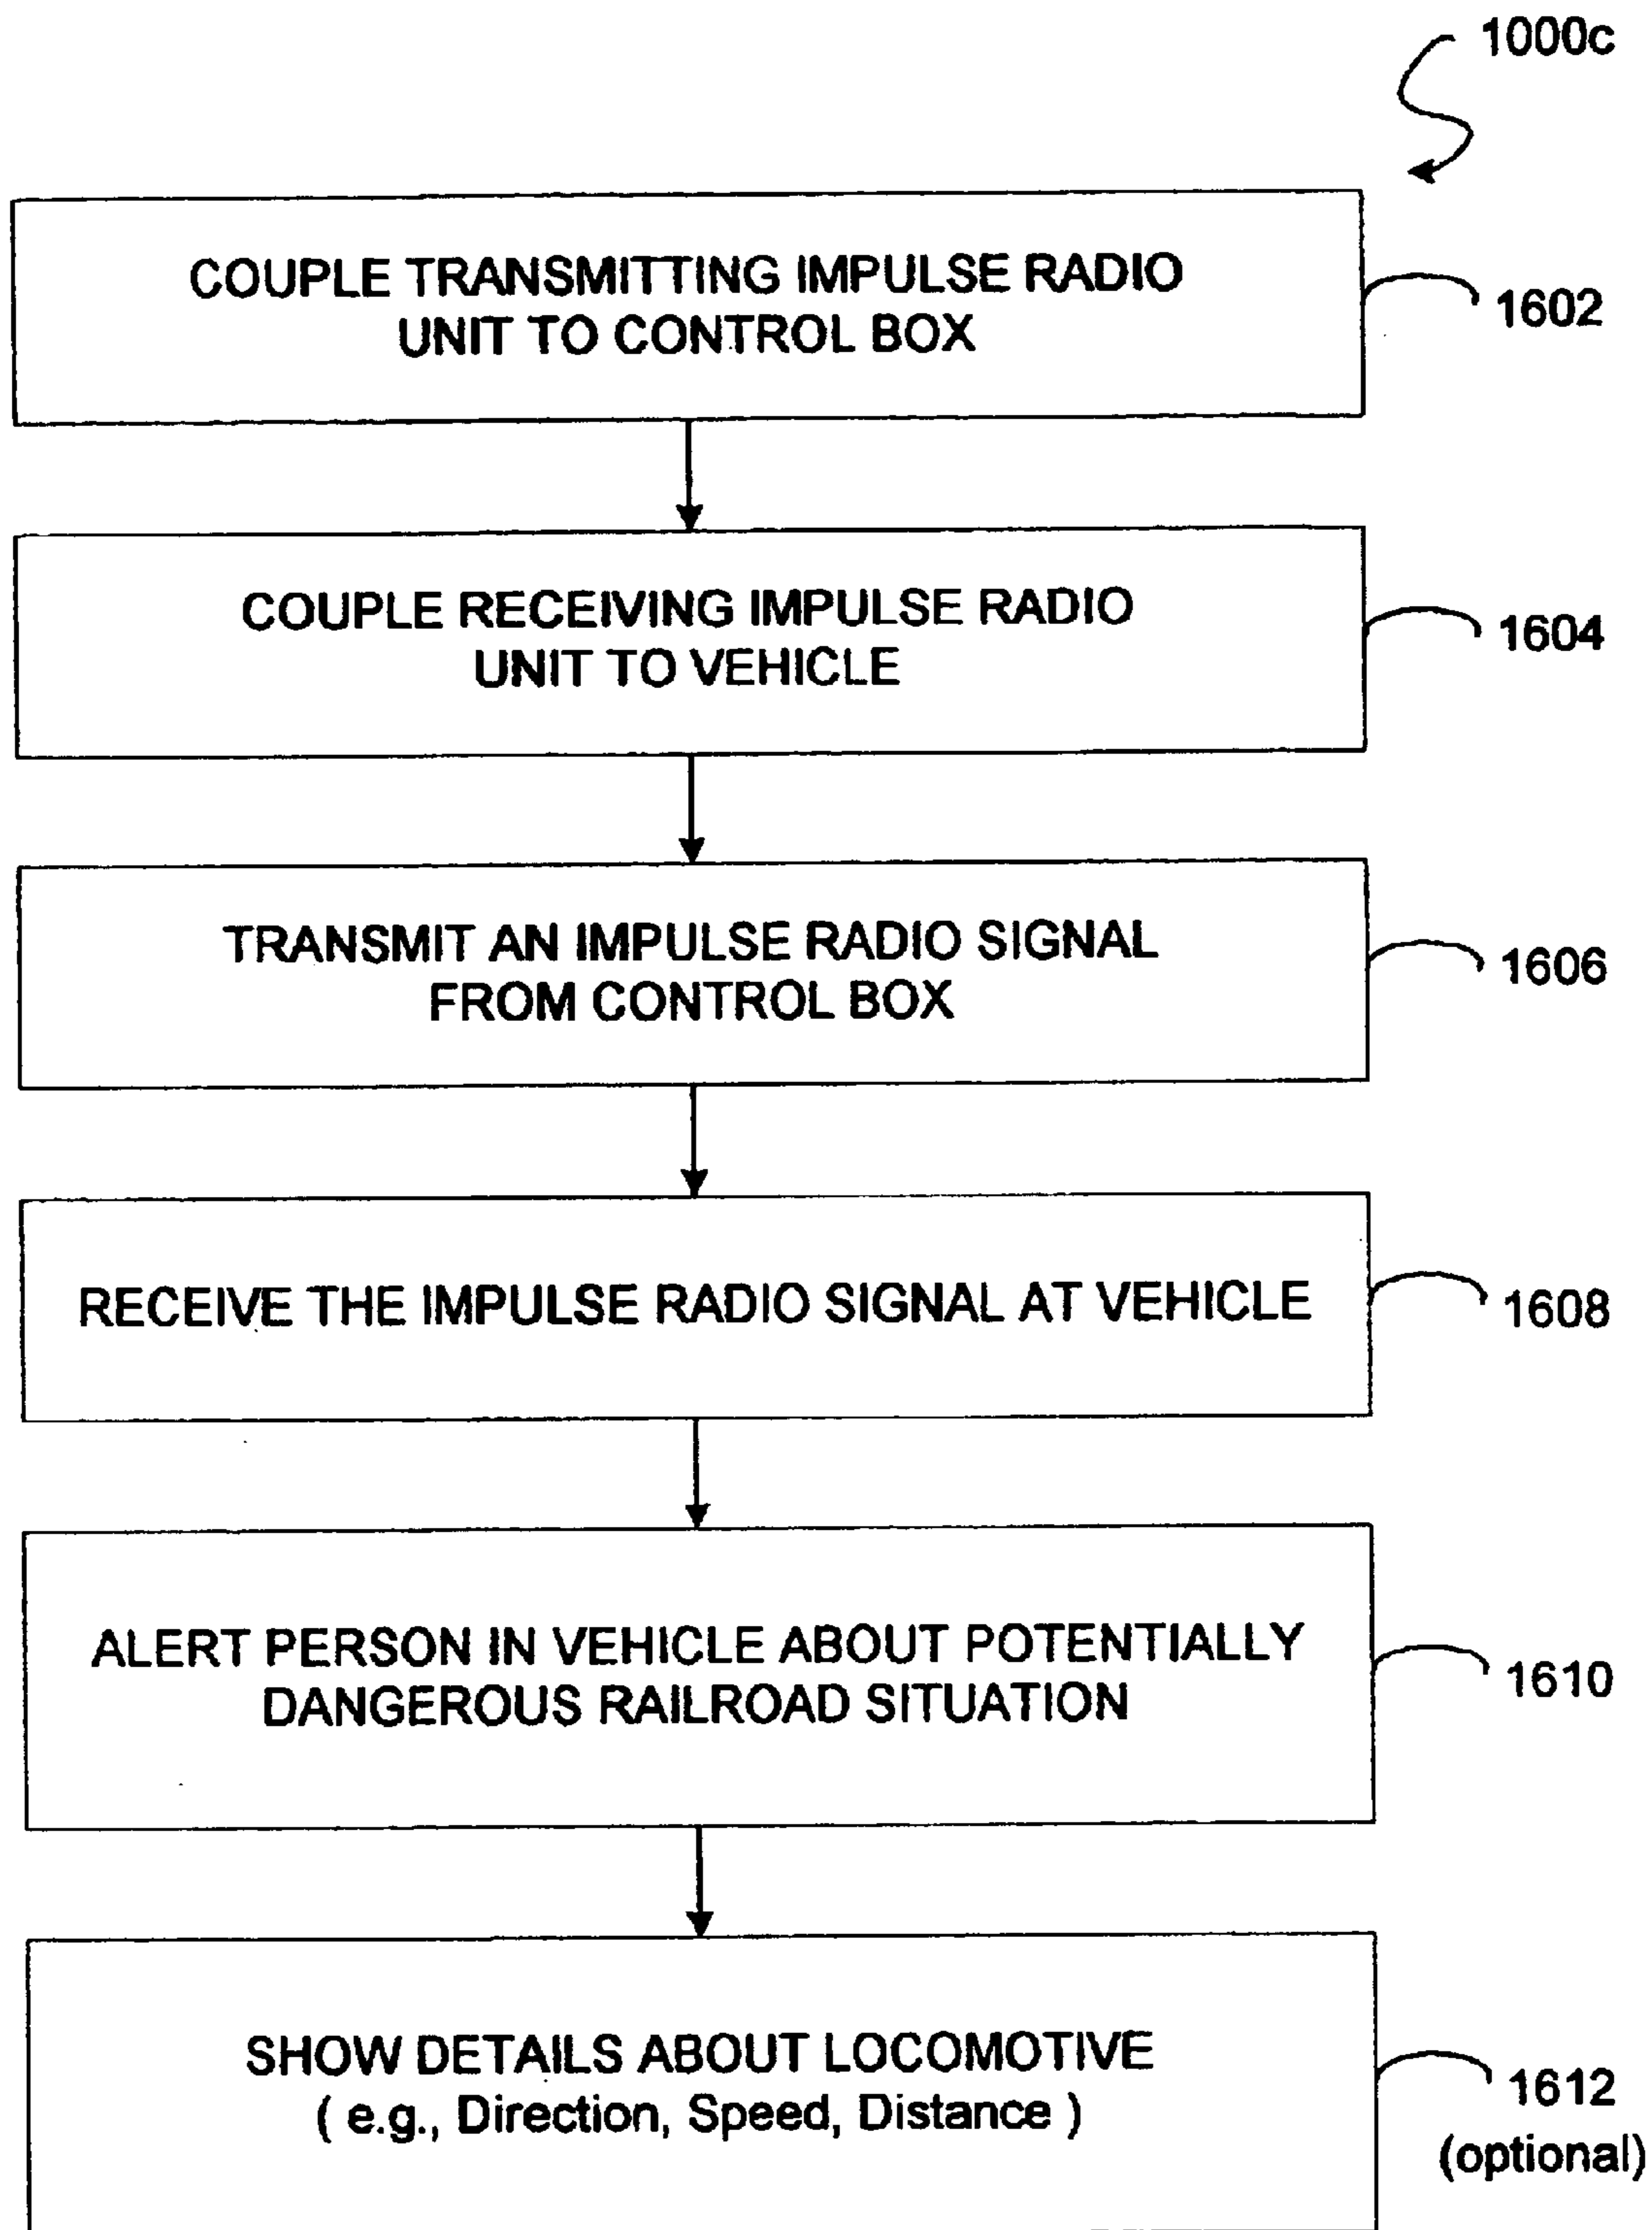 1000c
COUPLE TRANSMITTING IMPULSE RADIO
UNIT TO CONTROL BOX
1602
COUPLE RECEIVING IMPULSE RADIO
UNIT TO VEHICLE
1604
TRANSMIT AN IMPULSE RADIO SIGNAL
FROM CONTROL BOX
1606
RECEIVE THE IMPULSE RADIO SIGNAL AT VEHICLE
1608
ALERT PERSON IN VEHICLE ABOUT POTENTIALLY
DANGEROUS RAILROAD SITUATION
1610
SHOW DETAILS ABOUT LOCOMOTIVE
( e.g., Direction, Speed, Distance )
1612
(optional)